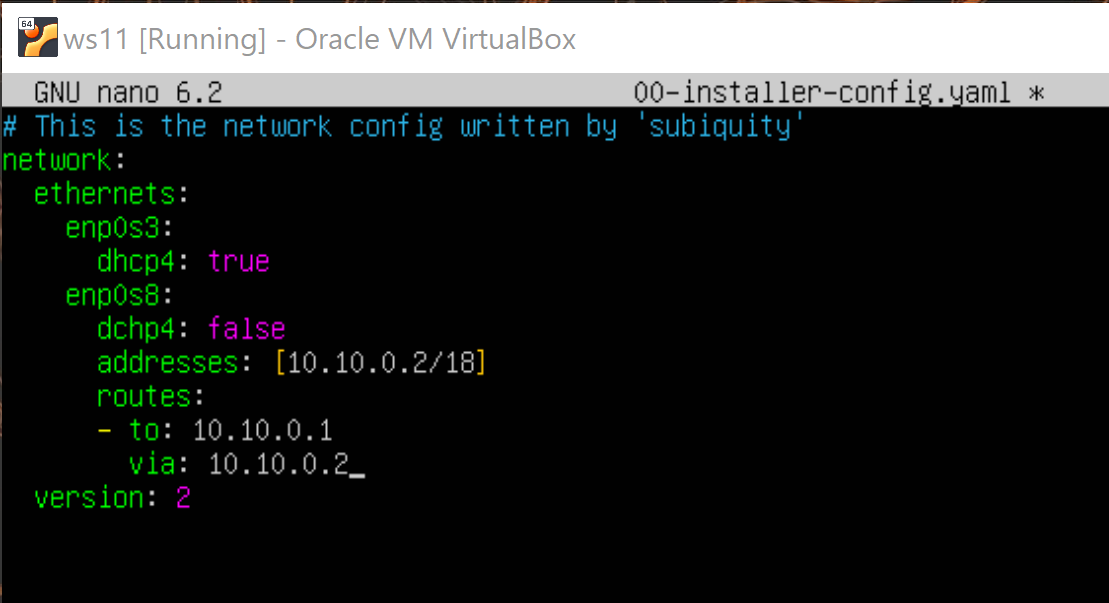 64
ws11 [Running] - Oracle VM VirtualBox
GNU nano 6.2 00-installer-config.yaml *
# This is the network config written by 'subiquity'
network:
  ethernets:
    enp0s3:
      dhcp4: true
    enp0s8:
      dchp4: false
      addresses: [10.10.0.2/18]
      routes:
      - to: 10.10.0.1
        via: 10.10.0.2_
  version: 2